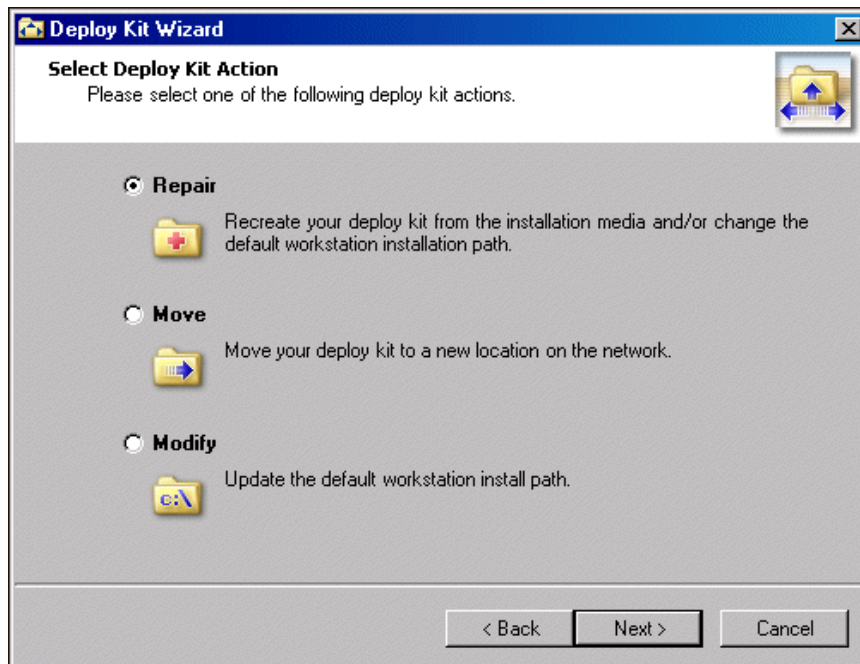 Deploy Kit Wizard
Select Deploy Kit Action
Please select one of the following deploy kit actions.
Repair
Recreate your deploy kit from the installation media and/or change the
default workstation installation path.
Move
Move your deploy kit to a new location on the network.
Modify
c:\
Update the default workstation install path.
< Back
Next >
Cancel